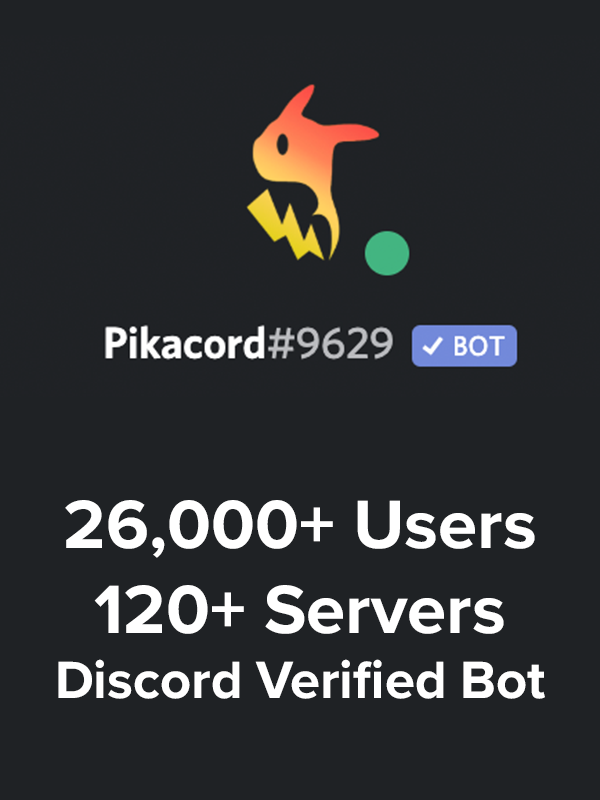 Pikacord#9629 ✓ BOT
26,000+ Users
120+ Servers
Discord Verified Bot